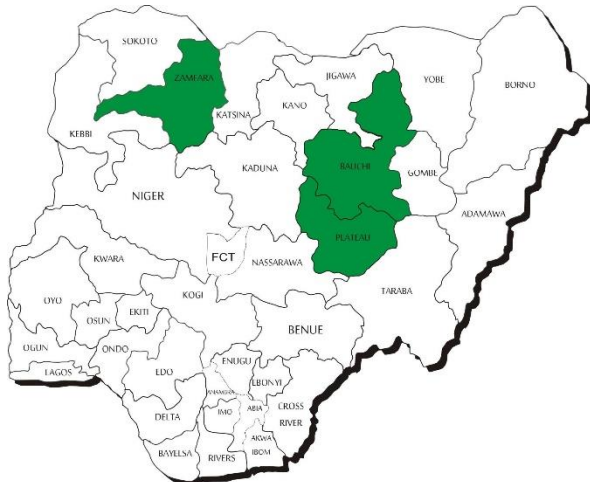 SOKOTO
ZAMFARA
JIGAWA
YOBE
BORNO
KATSINA
KANO
KEBBI
KADUNA
BAUCHI
GOMBE
NIGER
ADAMAWA
PLATEAU
FCT
KWARA
NASSARAWA
TARABA
OYO
KOGI
OSUN
EKITI
BENUE
OGUN
ONDO
ENUGU
LAGOS
EDO
EBONYI
ANAMBRA
DELTA
IMO
ABIA
CROSS
RIVER
AKWA
IBOM
BAYELSA
RIVERS